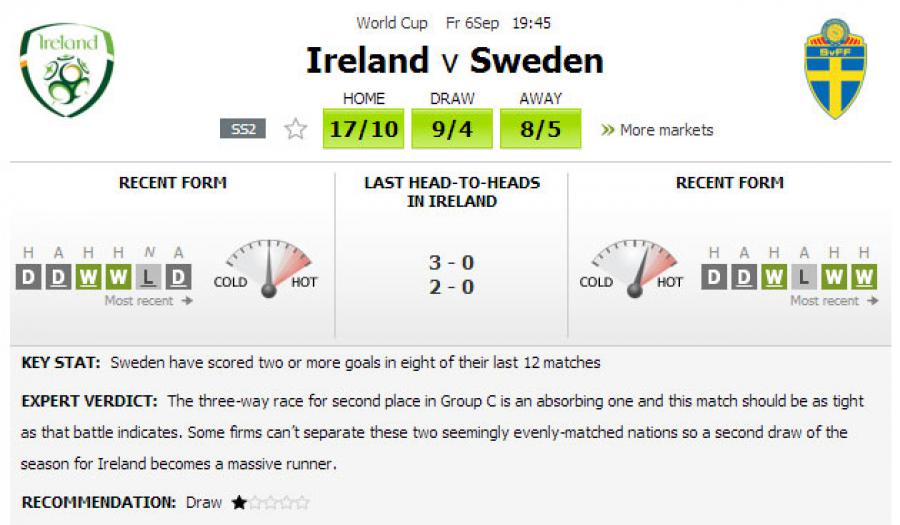 World Cup Fr 6Sep 19:45
Ireland
SvFF
Ireland v Sweden
HOME DRAW AWAY
SS2 17/10 9/4 8/5 » More markets
RECENT FORM
H A H H N A
D D W W L D
Most recent →
COLD HOT
LAST HEAD-TO-HEADS
IN IRELAND
3 - 0
2 - 0
RECENT FORM
COLD HOT
H A H A H H
D D W L W W
Most recent →
KEY STAT: Sweden have scored two or more goals in eight of their last 12 matches
EXPERT VERDICT: The three-way race for second place in Group C is an absorbing one and this match should be as tight
as that battle indicates. Some firms can't separate these two seemingly evenly-matched nations so a second draw of the
season for Ireland becomes a massive runner.
RECOMMENDATION: Draw ★☆☆☆☆